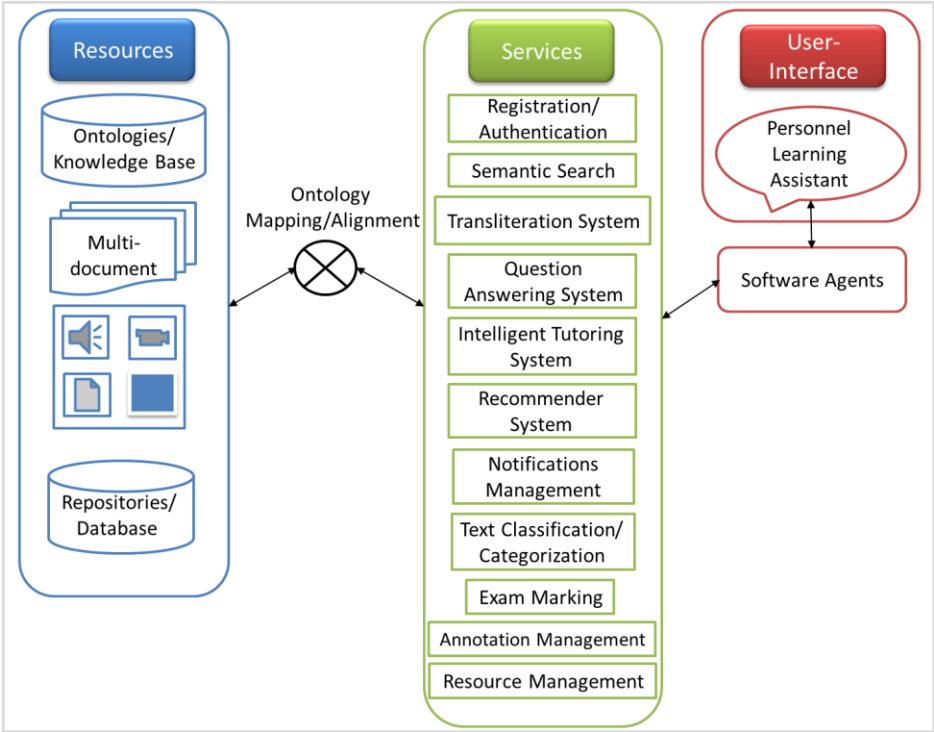 Resources
Ontologies/
Knowledge Base
Multi-
document
Repositories/
Database
Ontology
Mapping/Alignment
Services
Registration/
Authentication
Semantic Search
Transliteration System
Question
Answering System
Intelligent Tutoring
System
Recommender
System
Notifications
Management
Text Classification/
Categorization
Exam Marking
Annotation Management
Resource Management
User-
Interface
Personnel
Learning
Assistant
Software Agents